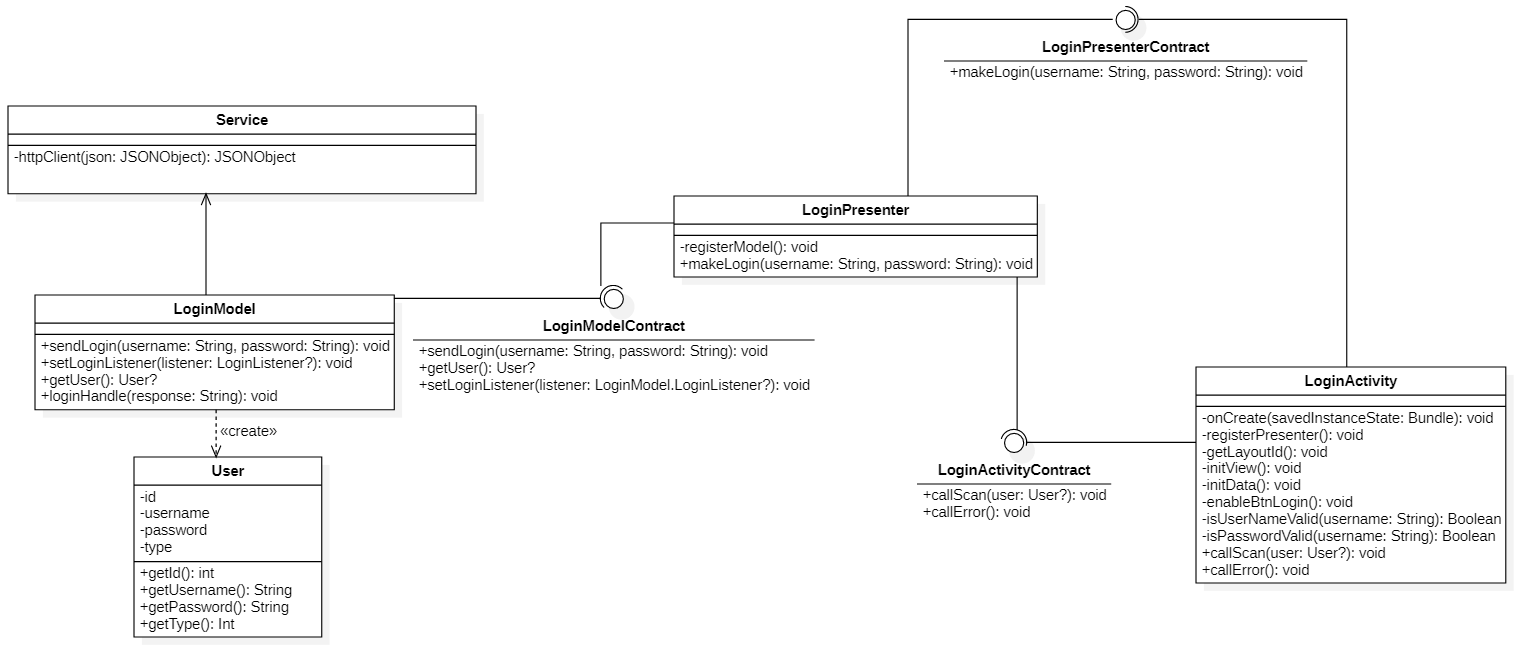 LoginPresenterContract
+makeLogin(username: String, password: String): void
Service
-httpClient(json: JSONObject): JSONObject
LoginPresenter
-registerModel(): void
+makeLogin(username: String, password: String): void
LoginModel
+sendLogin(username: String, password: String): void
+setLoginListener(listener: LoginListener?): void
+getUser(): User?
+loginHandle(response: String): void
LoginModelContract
+sendLogin(username: String, password: String): void
+getUser(): User?
+setLoginListener(listener: LoginModel.LoginListener?): void
«create»
User
-id
-username
-password
-type
+getId(): int
+getUsername(): String
+getPassword(): String
+getType(): Int
LoginActivityContract
+callScan(user: User?): void
+callError(): void
LoginActivity
-onCreate(savedInstanceState: Bundle): void
-registerPresenter(): void
-getLayoutId(): void
-initView(): void
-initData(): void
-enableBtnLogin(): void
-isUserNameValid(username: String): Boolean
-isPasswordValid(username: String): Boolean
+callScan(user: User?): void
+callError(): void